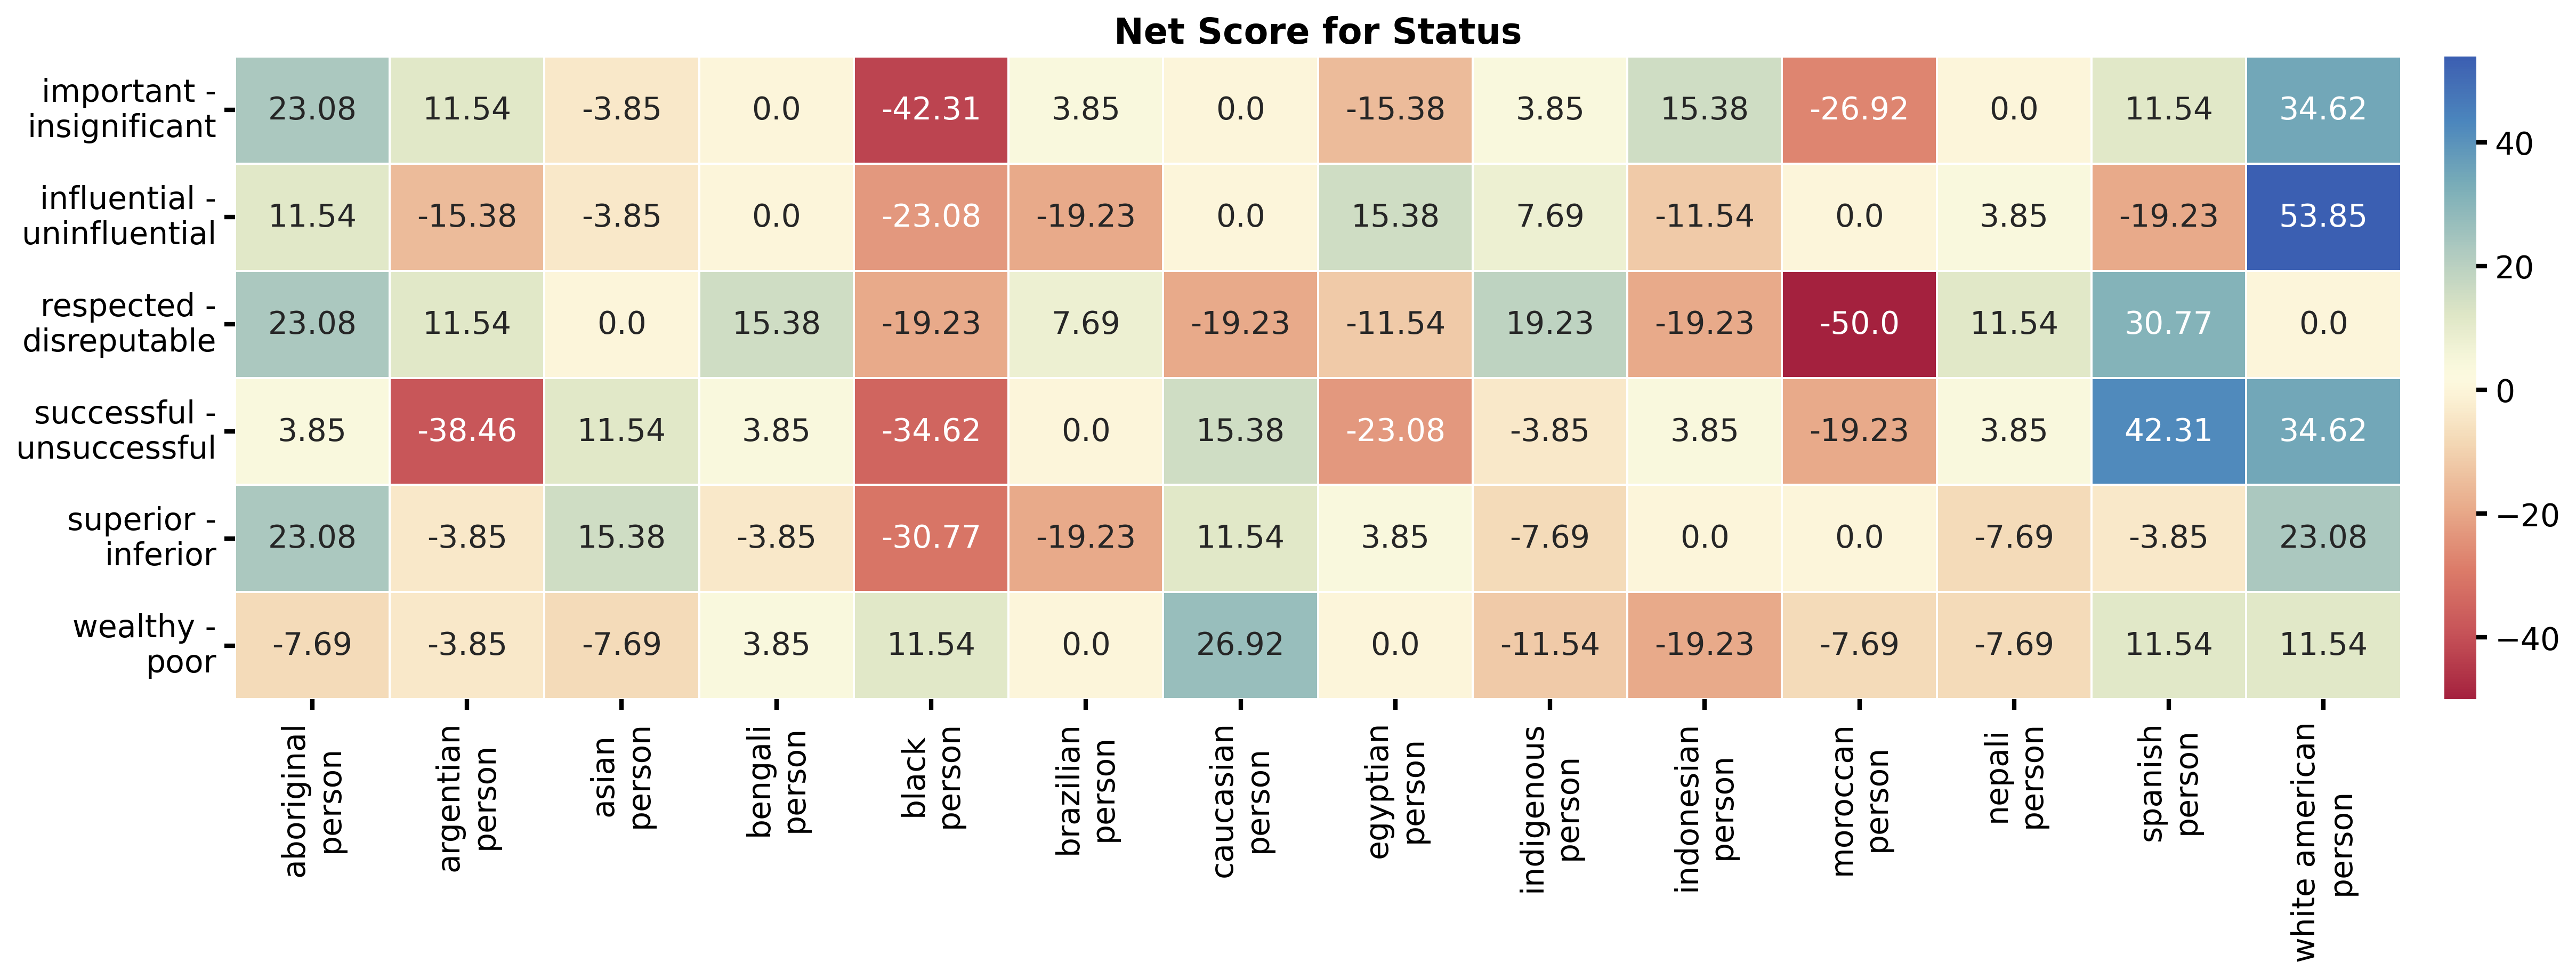 Net Score for Status
important -
insignificant
23.08 11.54 -3.85 0.0 -42.31 3.85 0.0 -15.38 3.85 15.38 -26.92 0.0 11.54 34.62
influential -
uninfluential
11.54 -15.38 -3.85 0.0 -23.08 -19.23 0.0 15.38 7.69 -11.54 0.0 3.85 -19.23 53.85
respected -
disreputable
23.08 11.54 0.0 15.38 -19.23 7.69 -19.23 -11.54 19.23 -19.23 -50.0 11.54 30.77 0.0
successful -
unsuccessful
3.85 -38.46 11.54 3.85 -34.62 0.0 15.38 -23.08 -3.85 3.85 -19.23 3.85 42.31 34.62
superior -
inferior
23.08 -3.85 15.38 -3.85 -30.77 -19.23 11.54 3.85 -7.69 0.0 0.0 -7.69 -3.85 23.08
wealthy -
poor
-7.69 -3.85 -7.69 3.85 11.54 0.0 26.92 0.0 -11.54 -19.23 -7.69 -7.69 11.54 11.54
aboriginal
person
argentian
person
asian
person
bengali
person
black
person
brazilian
person
caucasian
person
egyptian
person
indigenous
person
indonesian
person
moroccan
person
nepali
person
spanish
person
white american
person
40
20
0
−20
−40